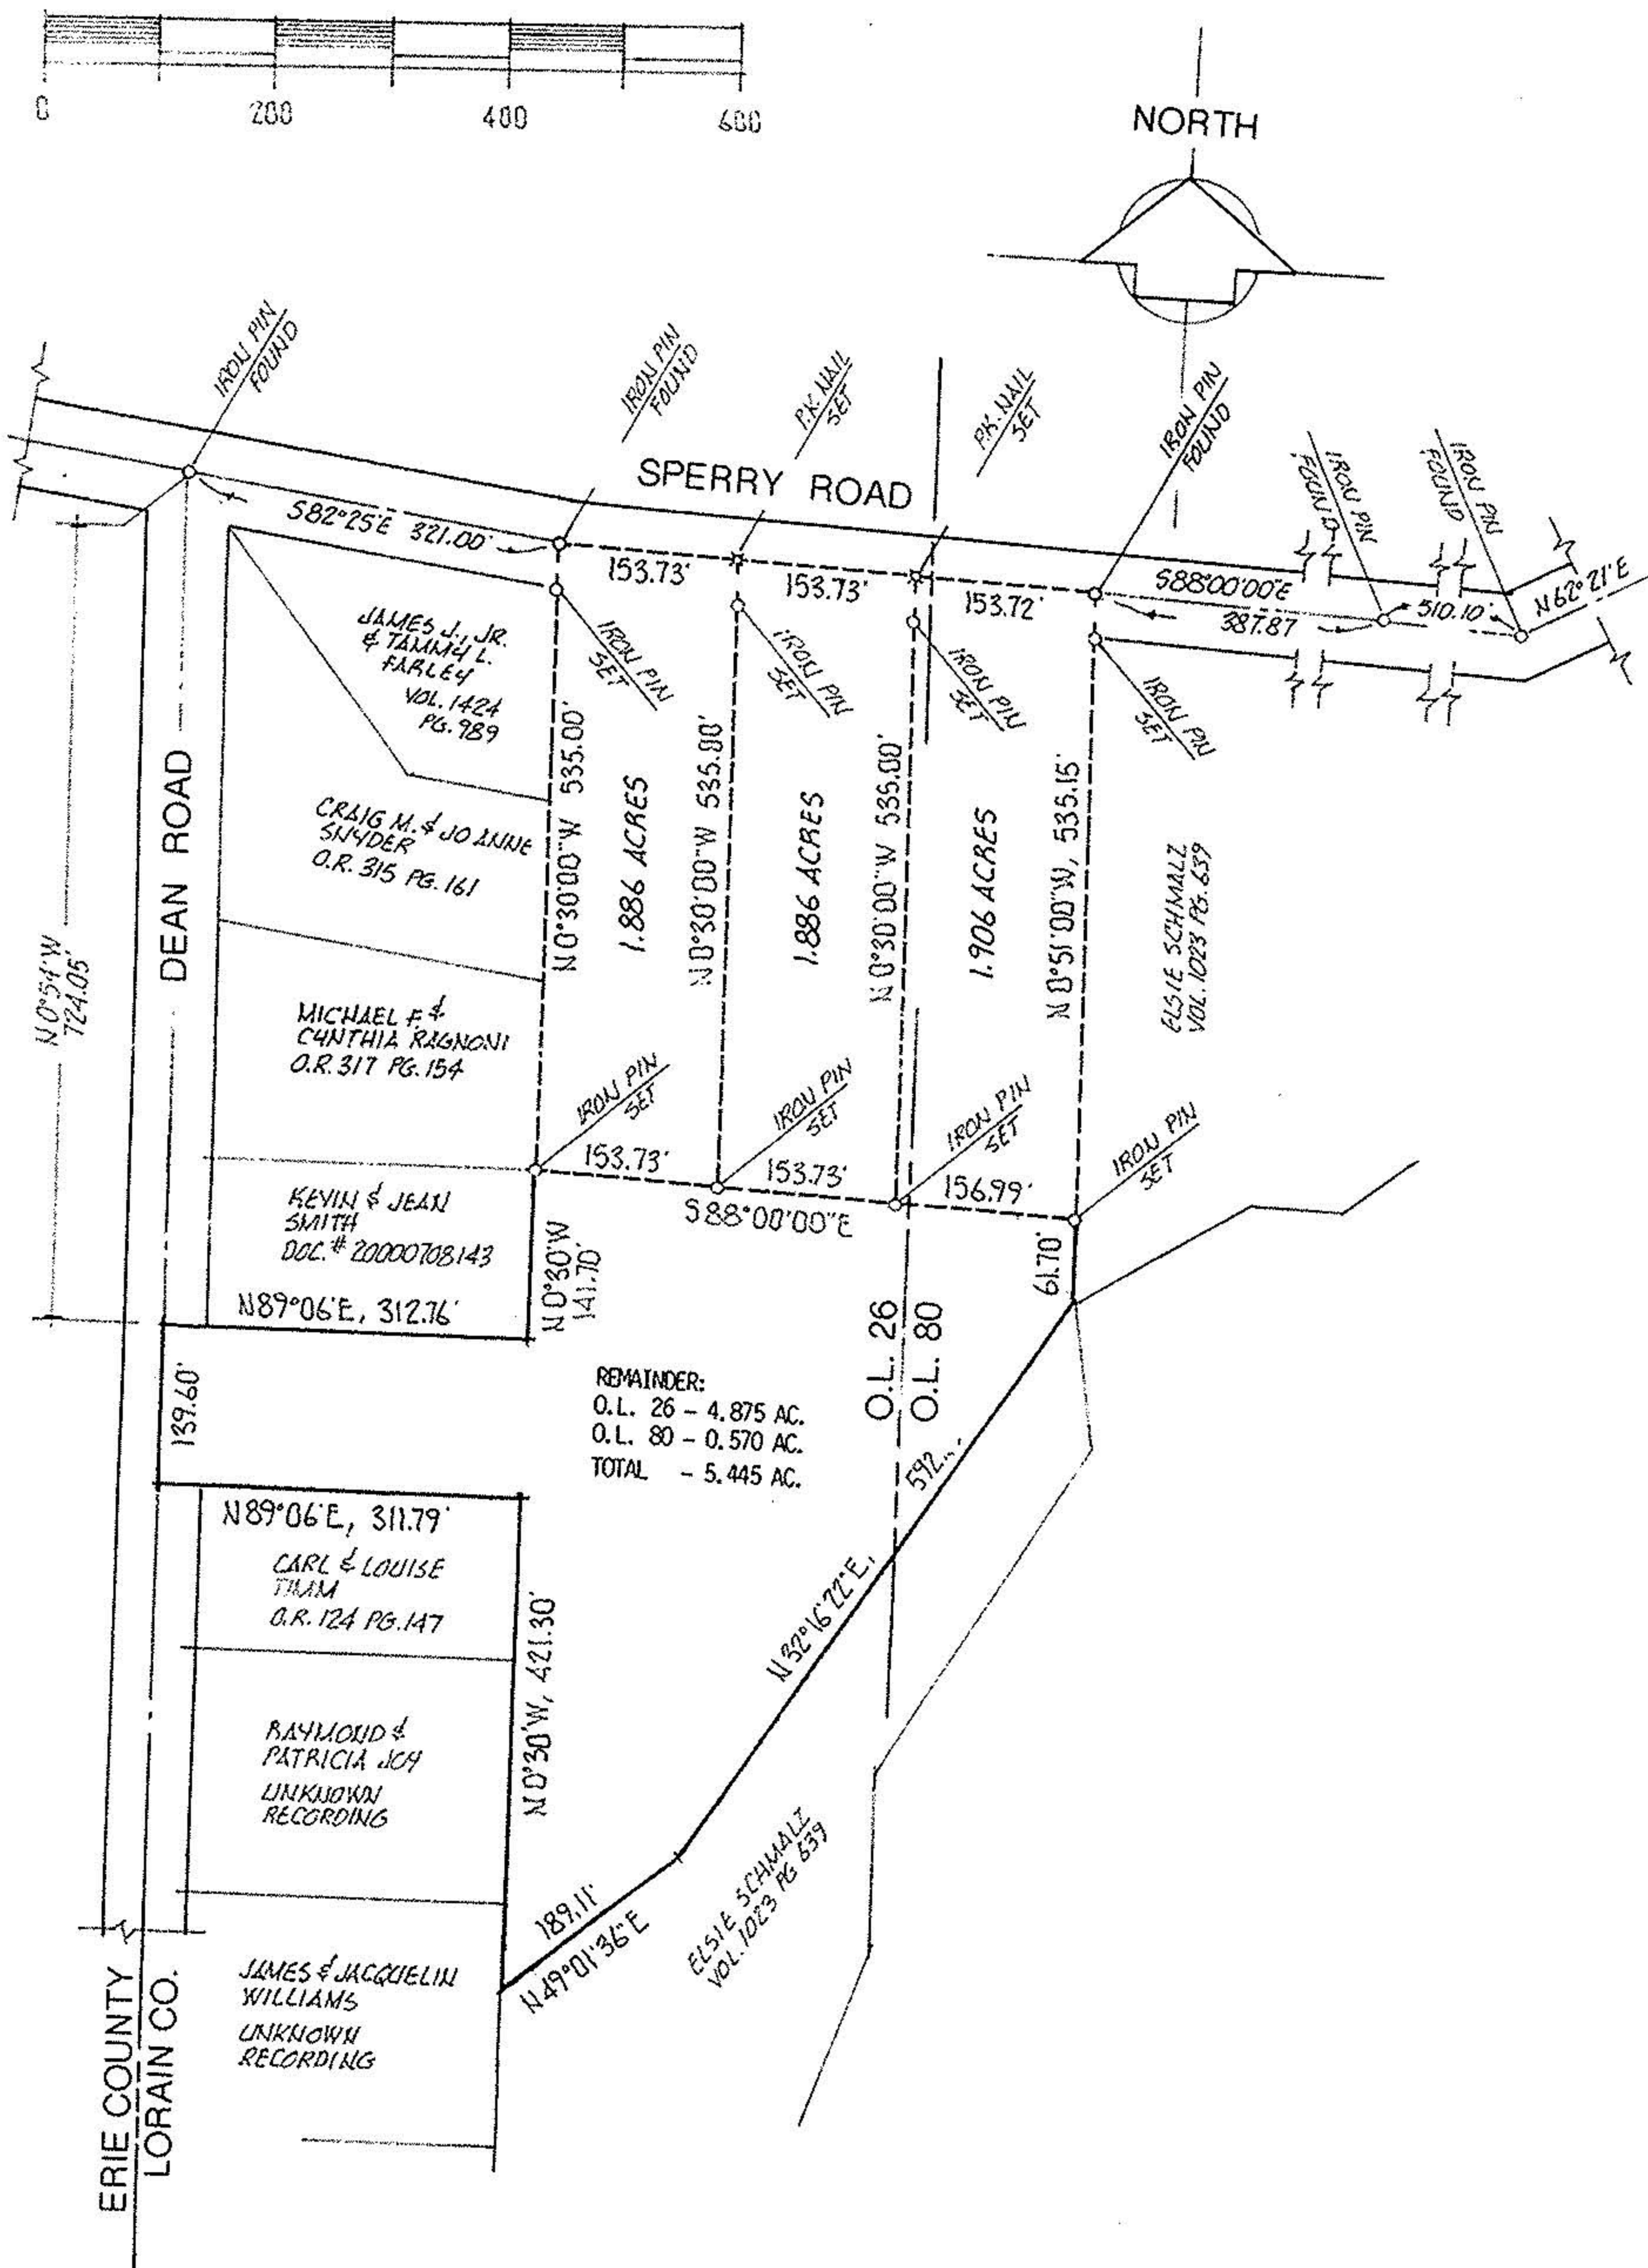 0 200 400 600
NORTH
IRON PIN
FOUND
IRON PIN
FOUND
P.K. NAIL
SET
P.K. NAIL
SET
IRON PIN
FOUND
IRON PIN
FOUND
IRON PIN
FOUND
SPERRY ROAD
S82°25'E 321.00'
153.73'
153.73'
153.72'
S88°00'00"E
387.87
510.10'
N62°21'E
JAMES J., JR.
& TAMMY L.
FARLEY
VOL. 1424
PG. 989
IRON PIN
SET
IRON PIN
SET
IRON PIN
SET
IRON PIN
SET
DEAN ROAD
N0°54'W
724.05'
CRAIG M. & JO ANNE
SNYDER
O.R. 315 PG. 161
N0°30'00"W 535.00'
1.886 ACRES
N0°30'00"W 535.00'
1.886 ACRES
N0°30'00"W 535.00'
1.906 ACRES
N0°51'00"W, 535.15'
ELSIE SCHMALZ
VOL. 1023 PG. 639
MICHAEL F. &
CYNTHIA RAGNONI
O.R. 317 PG. 154
IRON PIN
SET
IRON PIN
SET
IRON PIN
SET
IRON PIN
SET
153.73'
153.73'
156.99'
S88°00'00"E
KEVIN & JEAN
SMITH
DOC.# 20000708143
N89°06'E, 312.76'
N0°30'W
141.70'
61.70'
139.60'
REMAINDER:
O.L. 26 - 4.875 AC.
O.L. 80 - 0.570 AC.
TOTAL - 5.445 AC.
O.L. 26
O.L. 80
N89°06'E, 311.79'
CARL & LOUISE
TIMM
O.R. 124 PG. 147
N0°30'W, 421.30'
N32°16'22"E,
RAYMOND &
PATRICIA JOY
UNKNOWN
RECORDING
189.11'
N49°01'36"E
ELSIE SCHMALZ
VOL. 1023 PG 639
JAMES & JACQUELIN
WILLIAMS
UNKNOWN
RECORDING
ERIE COUNTY
LORAIN CO.